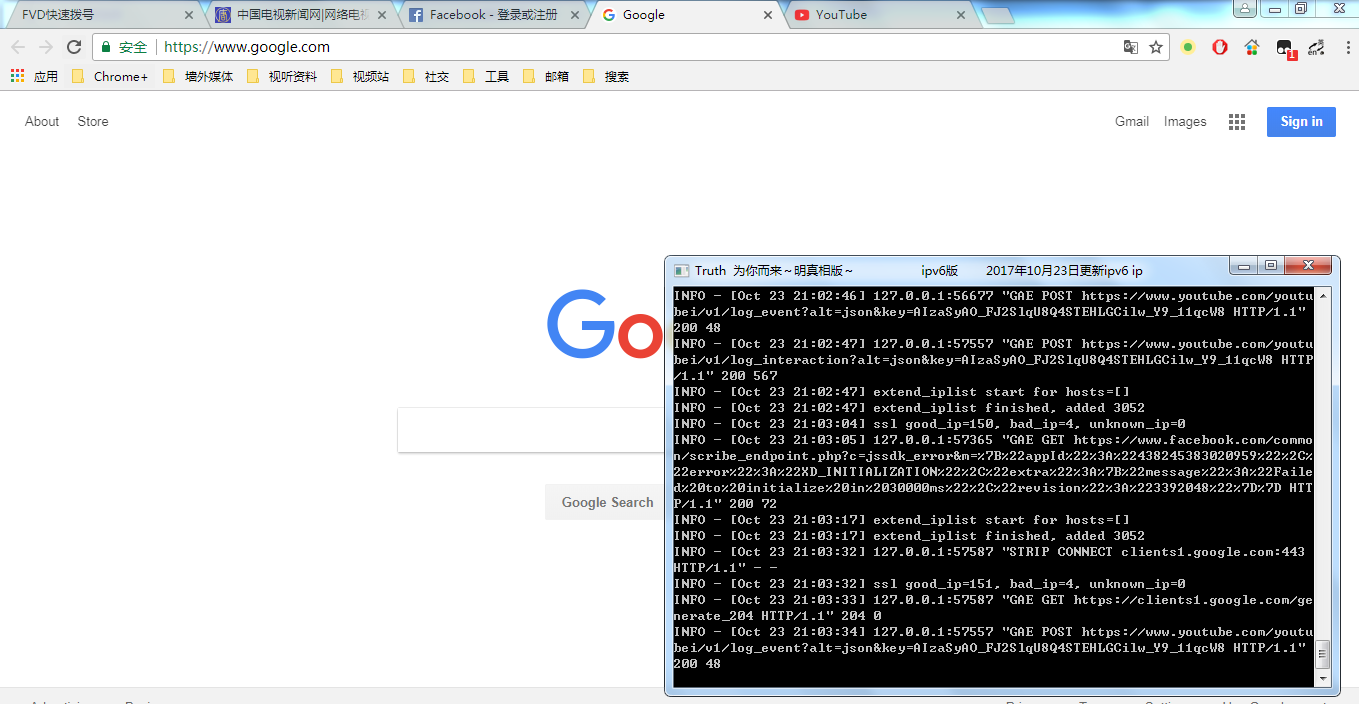 FVD快速拨号
中国电视新闻网|网络电视
Facebook - 登录或注册
Google
YouTube
安全
https://www.google.com
1
应用
Chrome+
墙外媒体
视听资料
视频站
社交
工具
邮箱
搜索
About
Store
Gmail
Images
Sign in
Go
Google Search
Truth 为你而来~明真相版~ ipv6版 2017年10月23日更新ipv6 ip
INFO - [Oct 23 21:02:46] 127.0.0.1:56677 "GAE POST https://www.youtube.com/youtu
bei/v1/log_event?alt=json&key=AIzaSyAO_FJ2SlqU8Q4STEHLGCilw_Y9_11qcW8 HTTP/1.1"
200 48
INFO - [Oct 23 21:02:47] 127.0.0.1:57557 "GAE POST https://www.youtube.com/youtu
bei/v1/log_interaction?alt=json&key=AIzaSyAO_FJ2SlqU8Q4STEHLGCilw_Y9_11qcW8 HTTP
/1.1" 200 567
INFO - [Oct 23 21:02:47] extend_iplist start for hosts=[]
INFO - [Oct 23 21:02:47] extend_iplist finished, added 3052
INFO - [Oct 23 21:03:04] ssl good_ip=150, bad_ip=4, unknown_ip=0
INFO - [Oct 23 21:03:05] 127.0.0.1:57365 "GAE GET https://www.facebook.com/commo
n/scribe_endpoint.php?c=jssdk_error&m=%7B%22appId%22%3A%22438245383020959%22%2C%
22error%22%3A%22XD_INITIALIZATION%22%2C%22extra%22%3A%7B%22message%22%3A%22Faile
d%20to%20initialize%20in%2030000ms%22%2C%22revision%22%3A%223392048%22%7D%7D HTT
P/1.1" 200 72
INFO - [Oct 23 21:03:17] extend_iplist start for hosts=[]
INFO - [Oct 23 21:03:17] extend_iplist finished, added 3052
INFO - [Oct 23 21:03:32] 127.0.0.1:57587 "STRIP CONNECT clients1.google.com:443
HTTP/1.1" - -
INFO - [Oct 23 21:03:32] ssl good_ip=151, bad_ip=4, unknown_ip=0
INFO - [Oct 23 21:03:33] 127.0.0.1:57587 "GAE GET https://clients1.google.com/ge
nerate_204 HTTP/1.1" 204 0
INFO - [Oct 23 21:03:34] 127.0.0.1:57557 "GAE POST https://www.youtube.com/youtu
bei/v1/log_event?alt=json&key=AIzaSyAO_FJ2SlqU8Q4STEHLGCilw_Y9_11qcW8 HTTP/1.1"
200 48